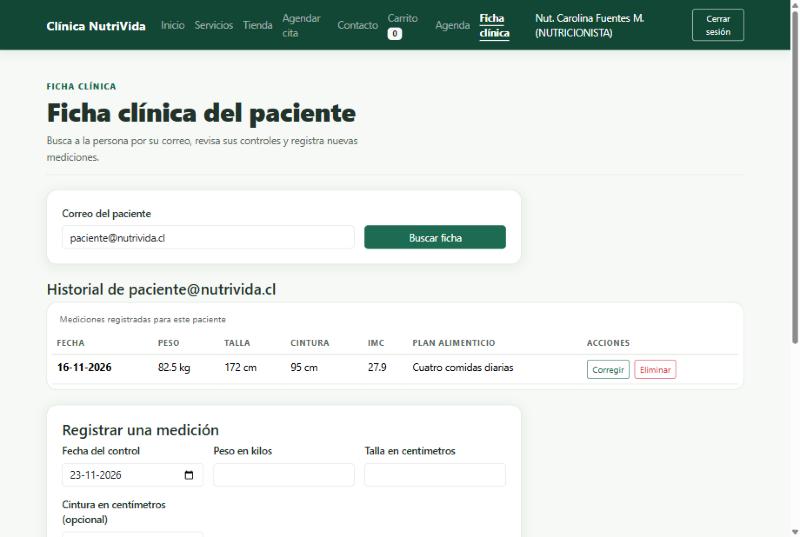 Clínica NutriVida
Inicio
Servicios
Tienda
Agendar cita
Contacto
Carrito
0
Agenda
Ficha clínica
Nut. Carolina Fuentes M. (NUTRICIONISTA)
Cerrar sesión
FICHA CLÍNICA
Ficha clínica del paciente
Busca a la persona por su correo, revisa sus controles y registra nuevas
mediciones.
Correo del paciente
paciente@nutrivida.cl
Buscar ficha
Historial de paciente@nutrivida.cl
Mediciones registradas para este paciente
FECHA PESO TALLA CINTURA IMC PLAN ALIMENTICIO ACCIONES
16-11-2026 82.5 kg 172 cm 95 cm 27.9 Cuatro comidas diarias Corregir Eliminar
Registrar una medición
Fecha del control Peso en kilos Talla en centímetros
23-11-2026
Cintura en centímetros
(opcional)